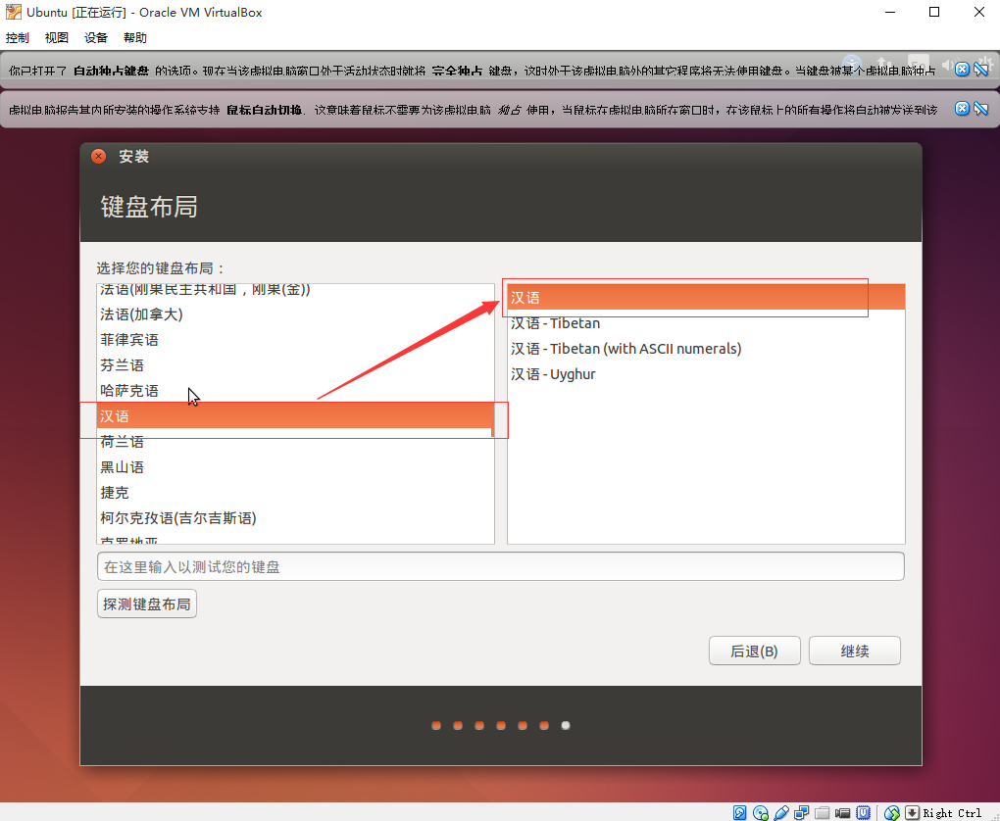 Ubuntu [正在运行] - Oracle VM VirtualBox
控制 视图 设备 帮助
你已打开了 自动独占键盘 的选项。现在当该虚拟电脑窗口处于活动状态时就将 完全独占 键盘，这时处于该虚拟电脑外的其它程序将无法使用键盘。当键盘被某个虚拟电脑独占
虚拟电脑报告其内所安装的操作系统支持 鼠标自动切换. 这意味着鼠标不需要为该虚拟电脑 独占 使用，当鼠标在虚拟电脑所在窗口时，在该鼠标上的所有操作将自动被发送到该
安装
键盘布局
选择您的键盘布局：
法语(刚果民主共和国，刚果(金))
法语(加拿大)
菲律宾语
芬兰语
哈萨克语
汉语
荷兰语
黑山语
捷克
柯尔克孜语(吉尔吉斯语)
克罗地亚
汉语
汉语 - Tibetan
汉语 - Tibetan (with ASCII numerals)
汉语 - Uyghur
在这里输入以测试您的键盘
探测键盘布局
后退(B) 继续
Right Ctrl